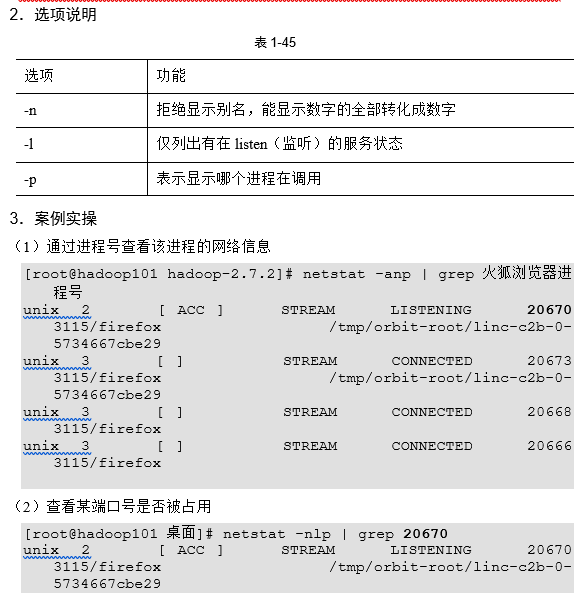 2．选项说明
表 1-45
选项 功能
-n 拒绝显示别名，能显示数字的全部转化成数字
-l 仅列出有在 listen（监听）的服务状态
-p 表示显示哪个进程在调用
3．案例实操
（1）通过进程号查看该进程的网络信息
[root@hadoop101 hadoop-2.7.2]# netstat -anp | grep 火狐浏览器进
程号
unix 2 [ ACC ] STREAM LISTENING 20670
3115/firefox /tmp/orbit-root/linc-c2b-0-
5734667cbe29
unix 3 [ ] STREAM CONNECTED 20673
3115/firefox /tmp/orbit-root/linc-c2b-0-
5734667cbe29
unix 3 [ ] STREAM CONNECTED 20668
3115/firefox
unix 3 [ ] STREAM CONNECTED 20666
3115/firefox
（2）查看某端口号是否被占用
[root@hadoop101 桌面]# netstat -nlp | grep 20670
unix 2 [ ACC ] STREAM LISTENING 20670
3115/firefox /tmp/orbit-root/linc-c2b-0-
5734667cbe29